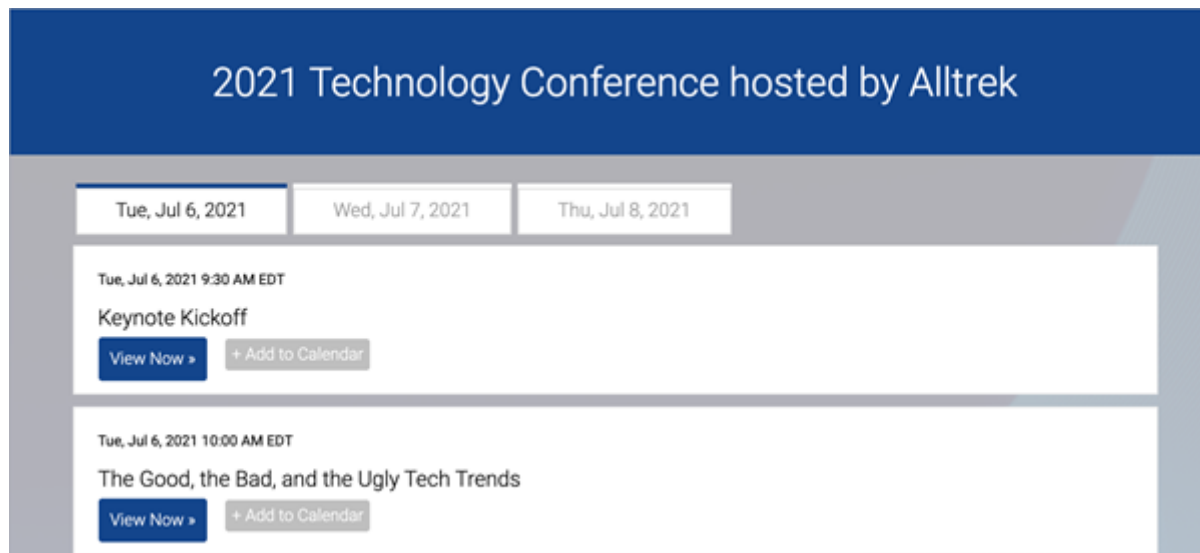 2021 Technology Conference hosted by Alltrek
Tue, Jul 6, 2021 Wed, Jul 7, 2021 Thu, Jul 8, 2021
Tue, Jul 6, 2021 9:30 AM EDT
Keynote Kickoff
View Now » + Add to Calendar
Tue, Jul 6, 2021 10:00 AM EDT
The Good, the Bad, and the Ugly Tech Trends
View Now » + Add to Calendar